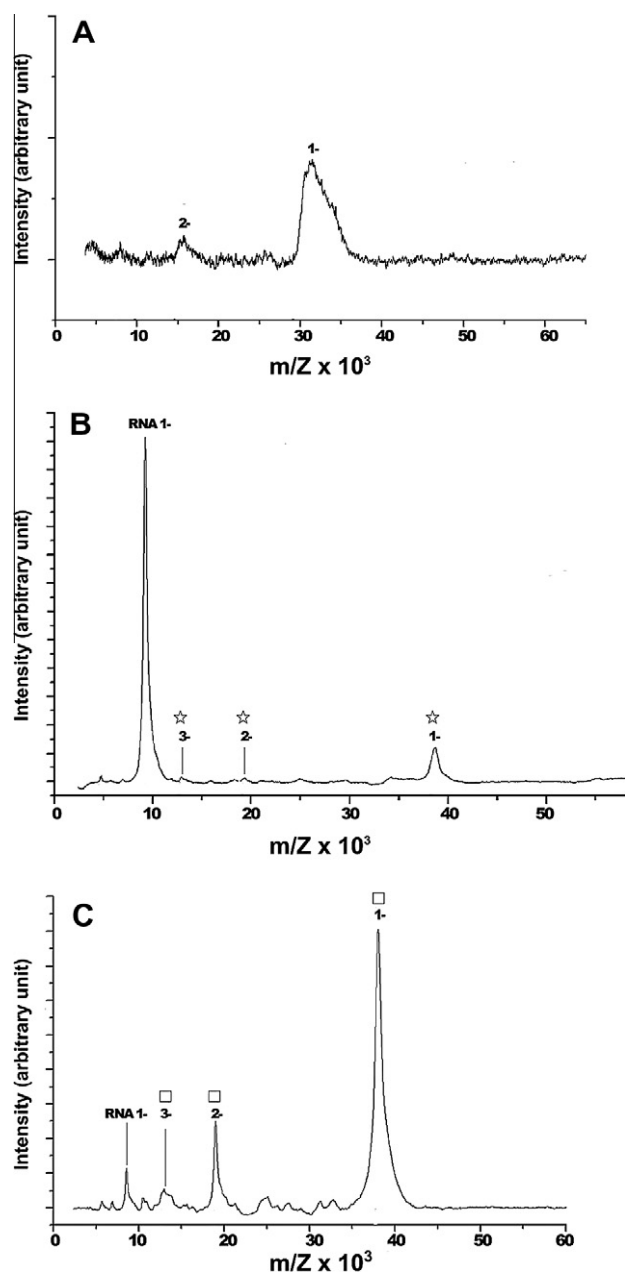 A
Intensity (arbitrary unit)
1-
2-
0 10 20 30 40 50 60
m/Z x 10³
B
Intensity (arbitrary unit)
RNA 1-
3- 2- 1-
0 10 20 30 40 50
m/Z x 10³
C
Intensity (arbitrary unit)
1-
RNA 1- 3- 2-
0 10 20 30 40 50 60
m/Z x 10³